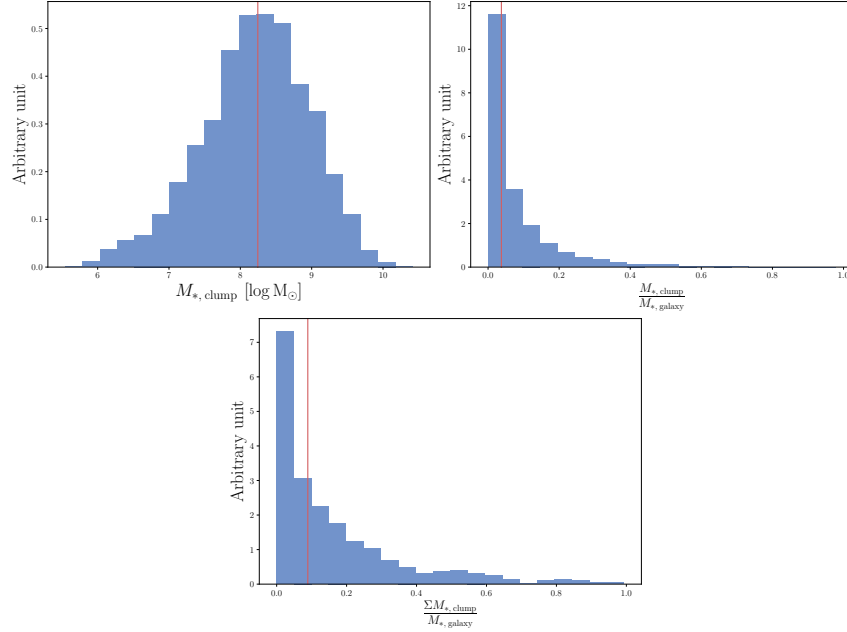 0.5
0.4
0.3
0.2
0.1
0.0
Arbitrary unit
6 7 8 9 10
M*, clump [log M⊙]
12
10
8
6
4
2
0
Arbitrary unit
0.0 0.2 0.4 0.6 0.8 1.0
M*, clump
M*, galaxy
7
6
5
4
3
2
1
0
Arbitrary unit
0.0 0.2 0.4 0.6 0.8 1.0
ΣM*, clump
M*, galaxy